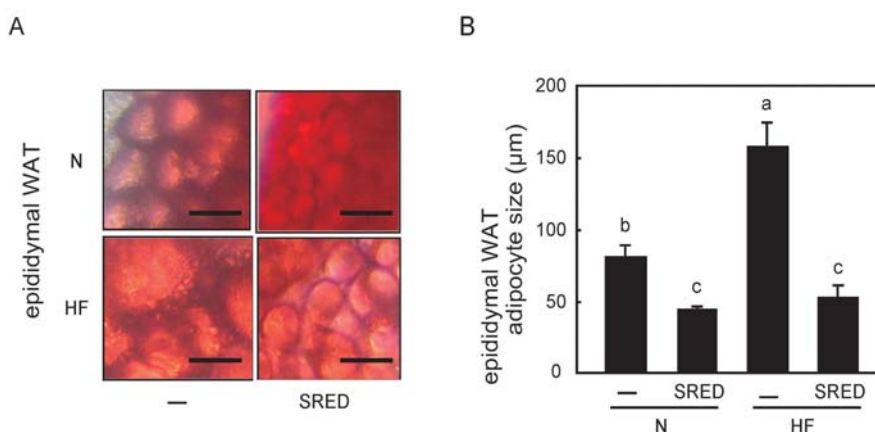 A
epididymal WAT
N
HF
—
SRED
B
epididymal WAT
adipocyte size (μm)
200
150
100
50
0
b
c
a
c
—
SRED
—
SRED
N
HF